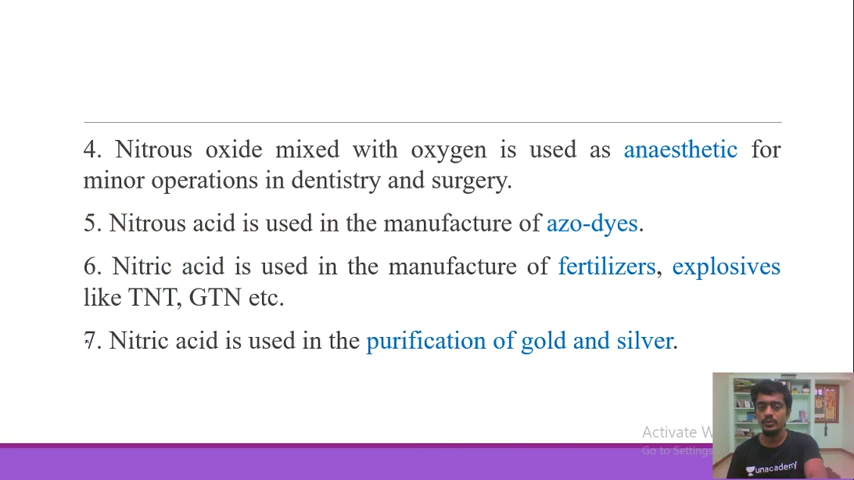 4. Nitrous oxide mixed with oxygen is used as anaesthetic for
minor operations in dentistry and surgery.
5. Nitrous acid is used in the manufacture of azo-dyes.
6. Nitric acid is used in the manufacture of fertilizers, explosives
like TNT, GTN etc.
7. Nitric acid is used in the purification of gold and silver.
Activate W
Go to Settings
unacademy